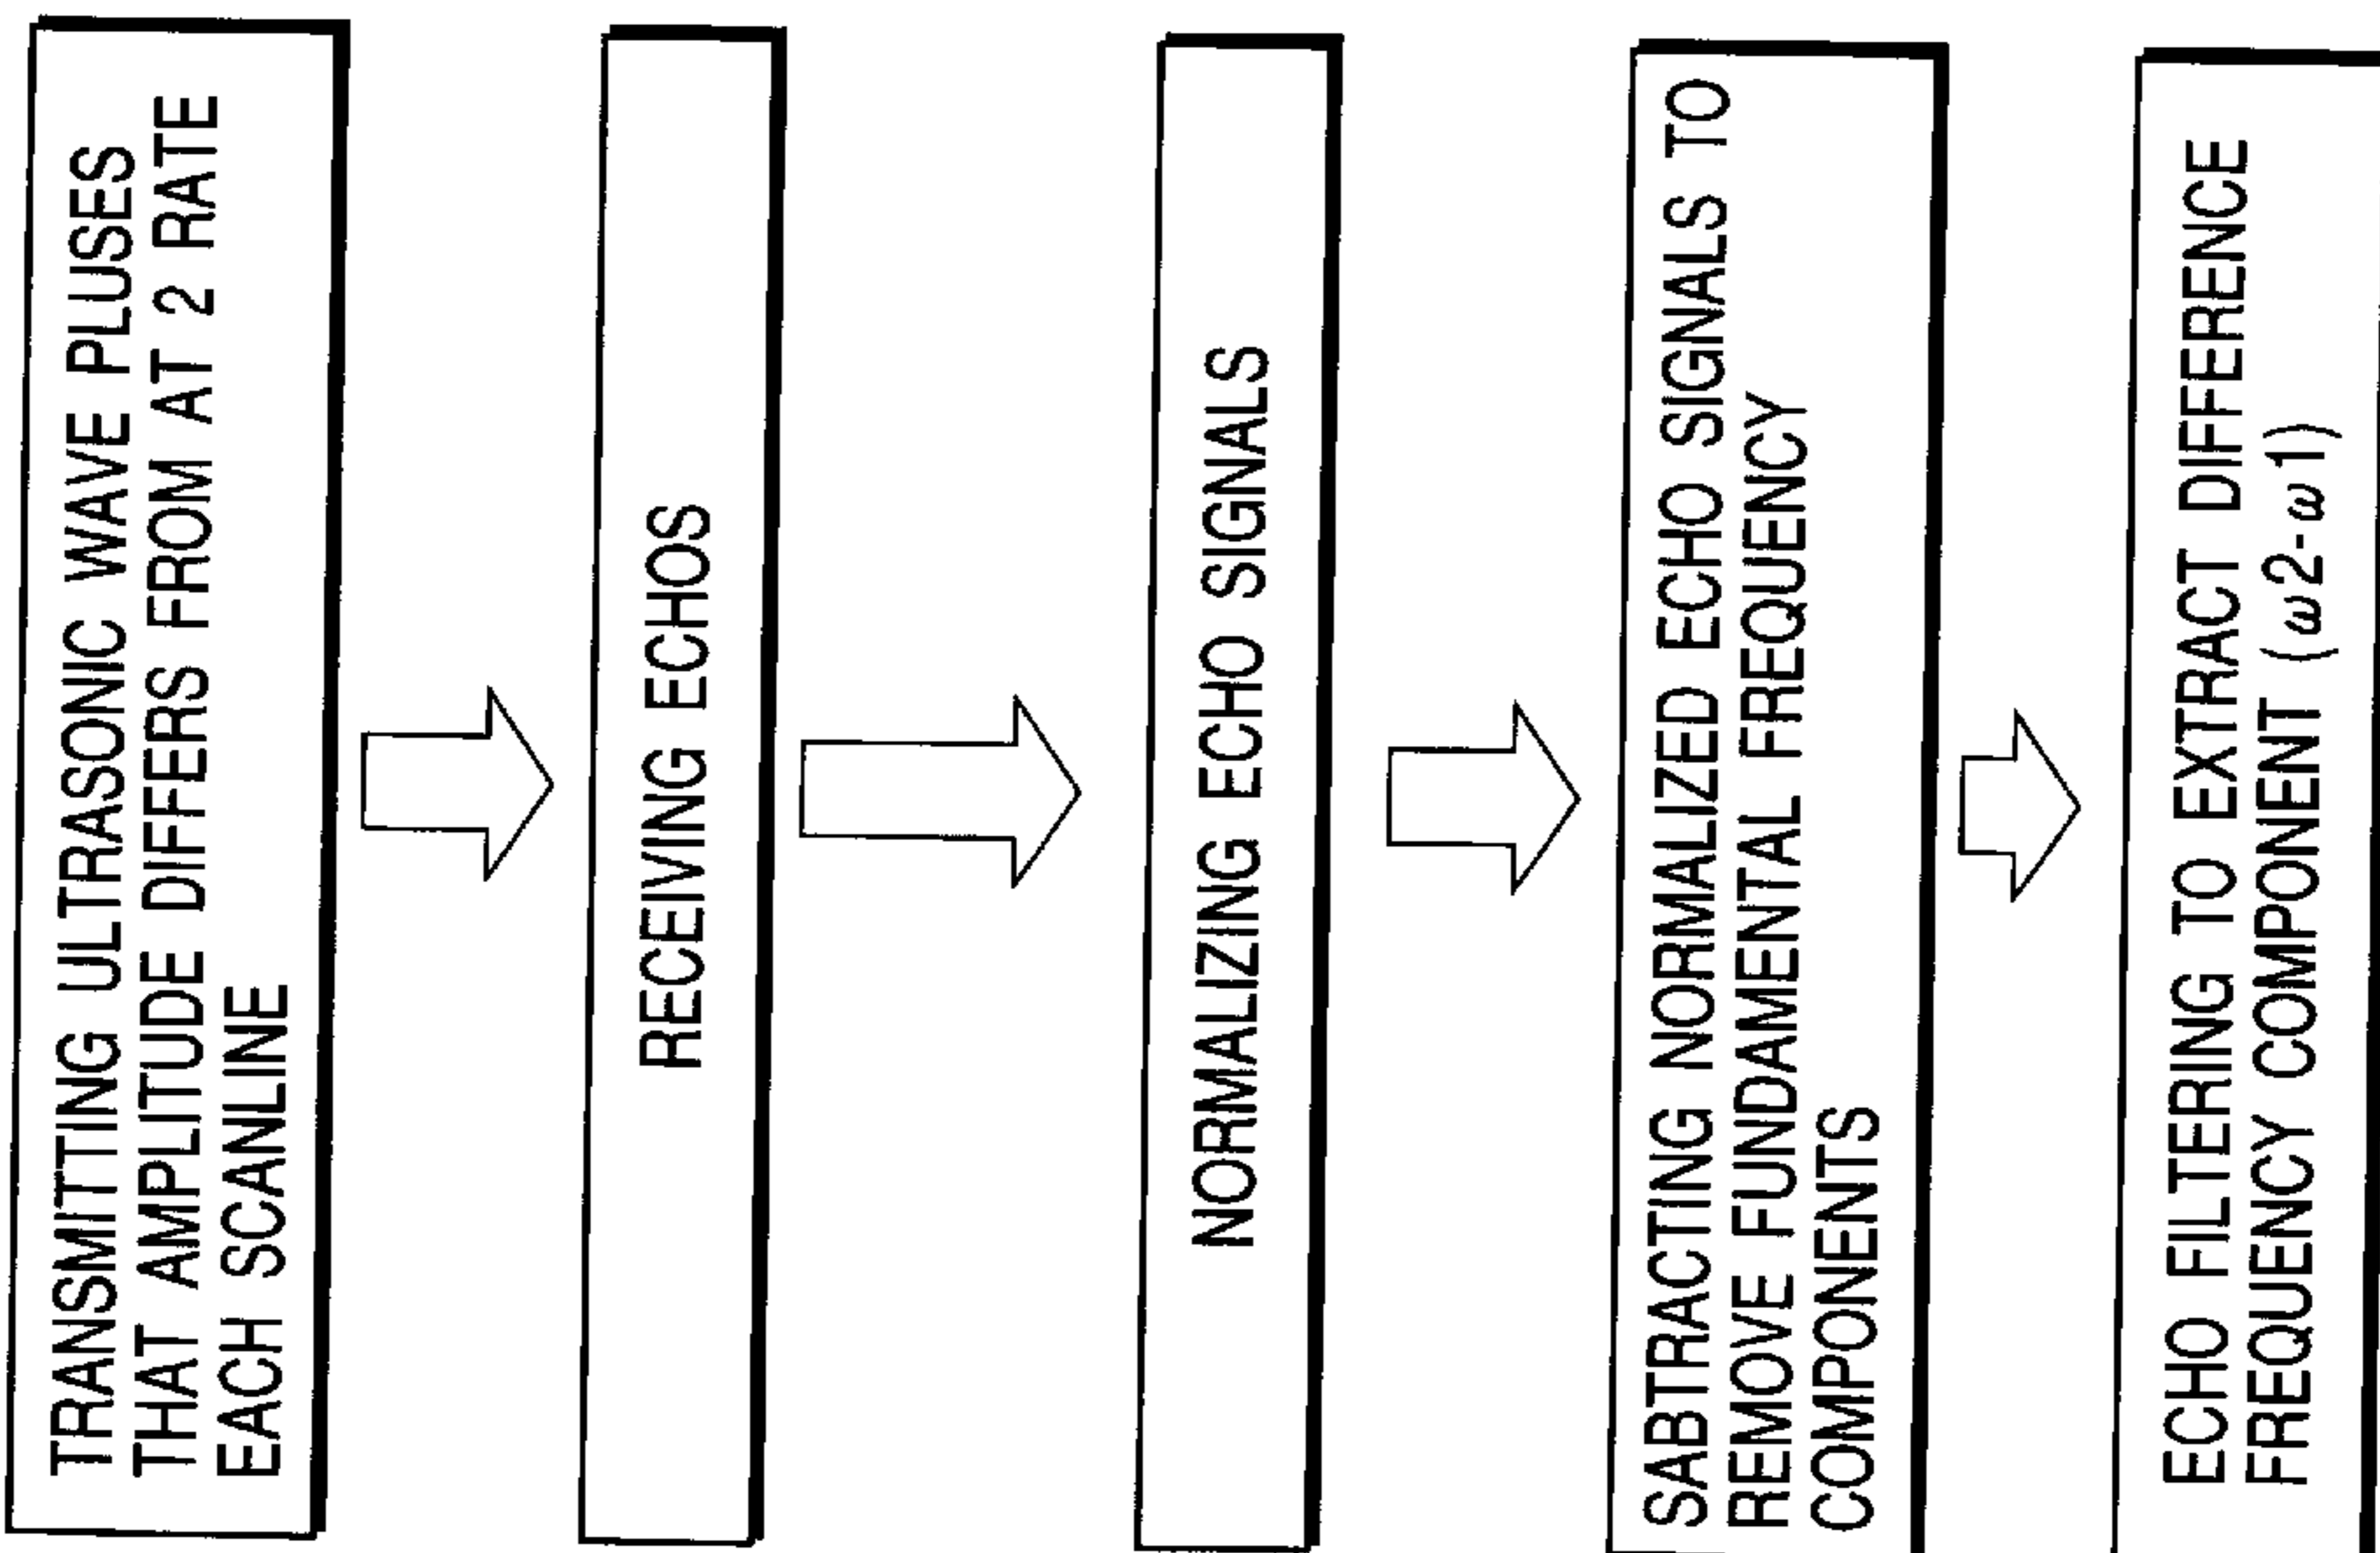 TRANSMITTING ULTRASONIC WAVE PLUSES
THAT AMPLITUDE DIFFERS FROM AT 2 RATE
EACH SCANLINE
RECEIVING ECHOS
NORMALIZING ECHO SIGNALS
SABTRACTING NORMALIZED ECHO SIGNALS TO
REMOVE FUNDAMENTAL FREQUENCY
COMPONENTS
ECHO FILTERING TO EXTRACT DIFFERENCE
FREQUENCY COMPONENT (ω2-ω1)